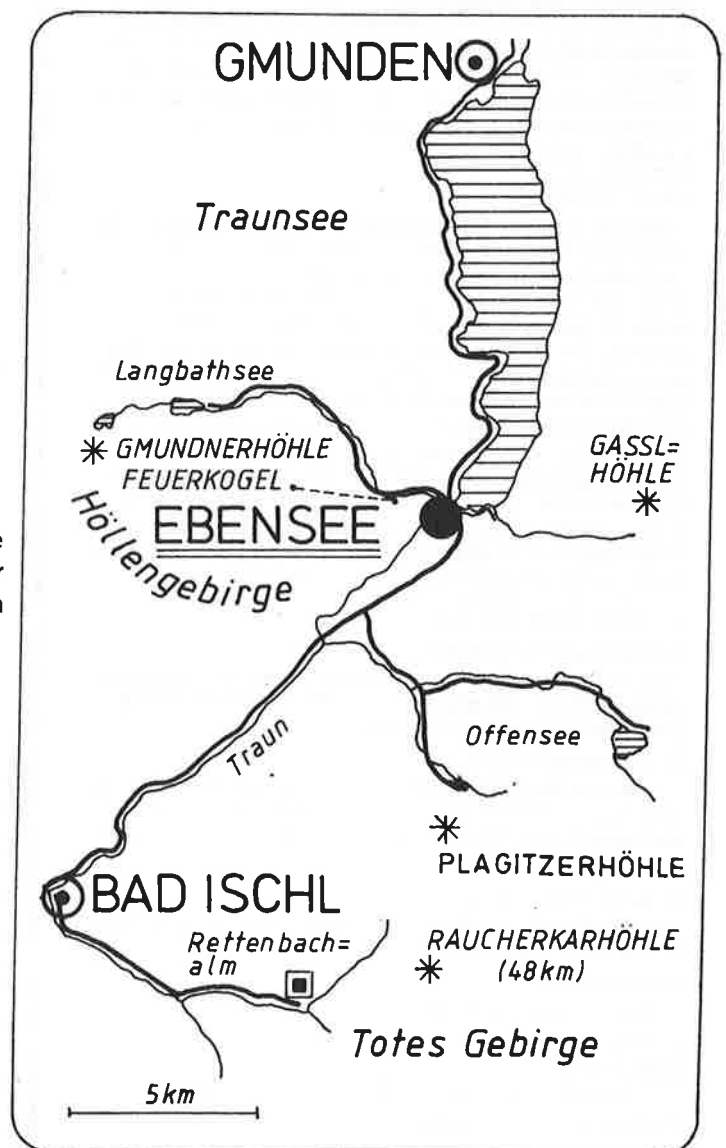 GMUNDEN
Traunsee
Langbathsee
GMUNDNERHÖHLE
FEUERKOGEL
GASSL=
HÖHLE
EBENSEE
Höllengebirge
Traun
Offensee
PLAGITZERHÖHLE
BAD ISCHL
Rettenbach=
alm
RAUCHERKARHÖHLE
(48km)
Totes Gebirge
5km